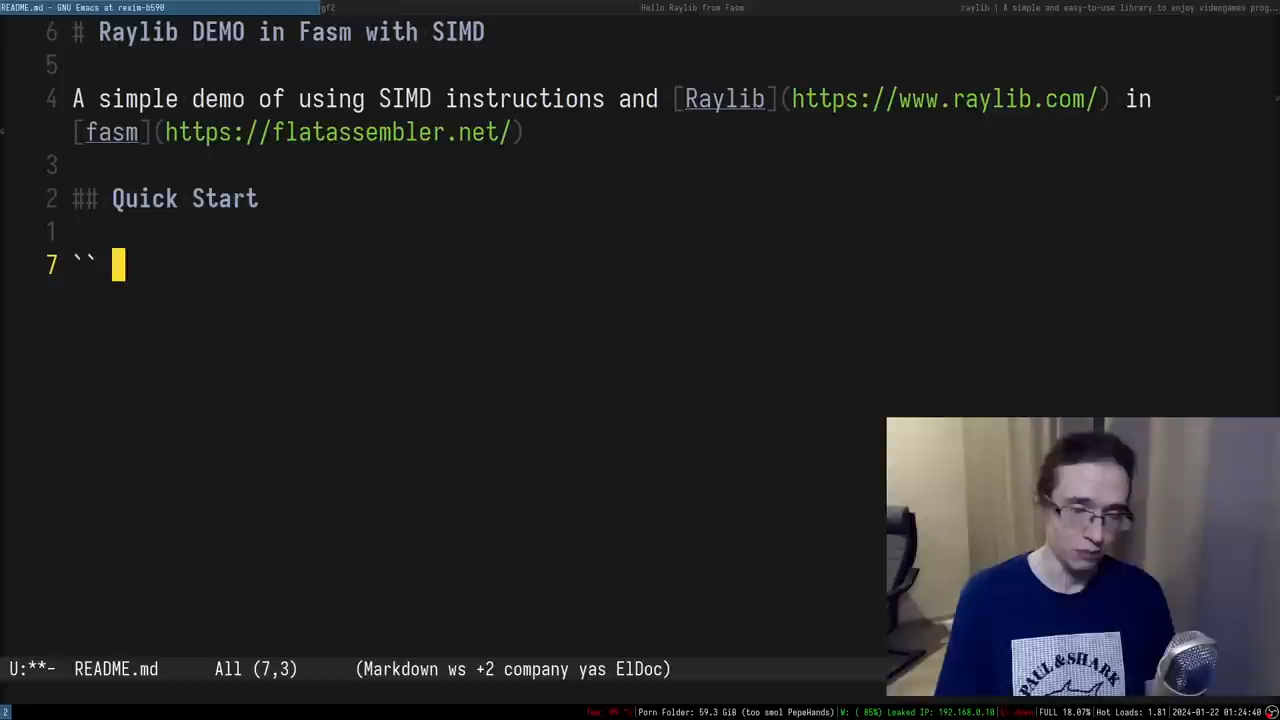 README.md - GNU Emacs at rexim-b590
gf2
Hello Raylib from Fasm
raylib | A simple and easy-to-use library to enjoy videogames prog...
6 # Raylib DEMO in Fasm with SIMD
5
4 A simple demo of using SIMD instructions and [Raylib](https://www.raylib.com/) in
[fasm](https://flatassembler.net/)
3
2 ## Quick Start
1
7 ``
PAUL & SHARK
U:**- README.md All (7,3) (Markdown ws +2 company yas ElDoc)
2
Porn Folder: 59.3 GiB (too smol PepeHands) W: ( 85%) Leaked IP: 192.168.0.10 E: down FULL 18.07% Hot Loads: 1.81 2024-01-22 01:24:40